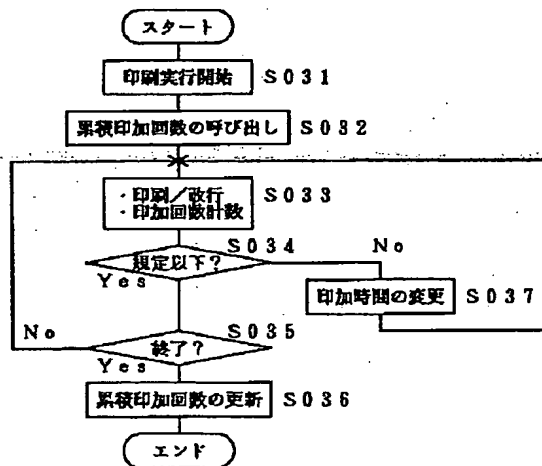 スタート
印刷実行開始 S031
累積印加回数の呼び出し S032
・印刷／改行 S033
・印加回数計数
S034
規定以下? No
Yes
印加時間の変更 S037
S035
No 終了?
Yes
累積印加回数の更新 S036
エンド